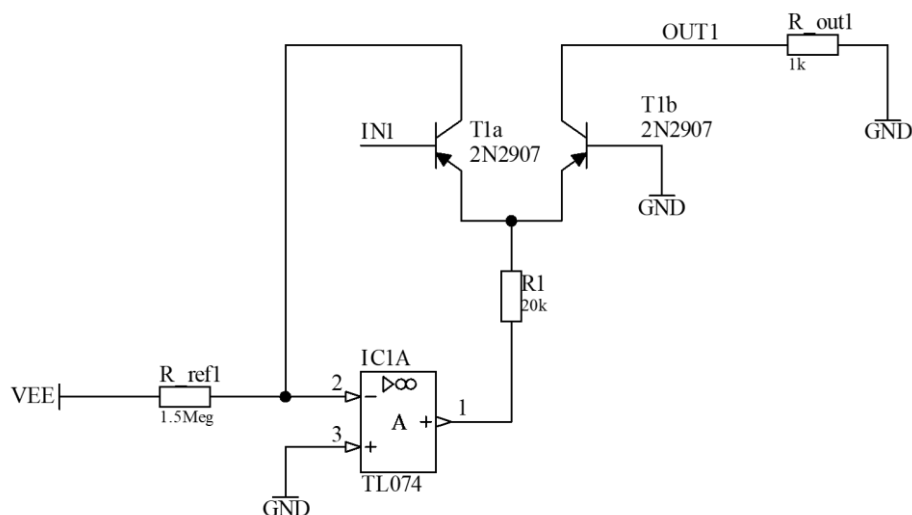 R_out1
OUT1
1k
GND
IN1
T1a
2N2907
T1b
2N2907
GND
R1
20k
IC1A
R_ref1
VEE
1.5Meg
2
▷∞
−
A
+
1
3
+
GND
TL074